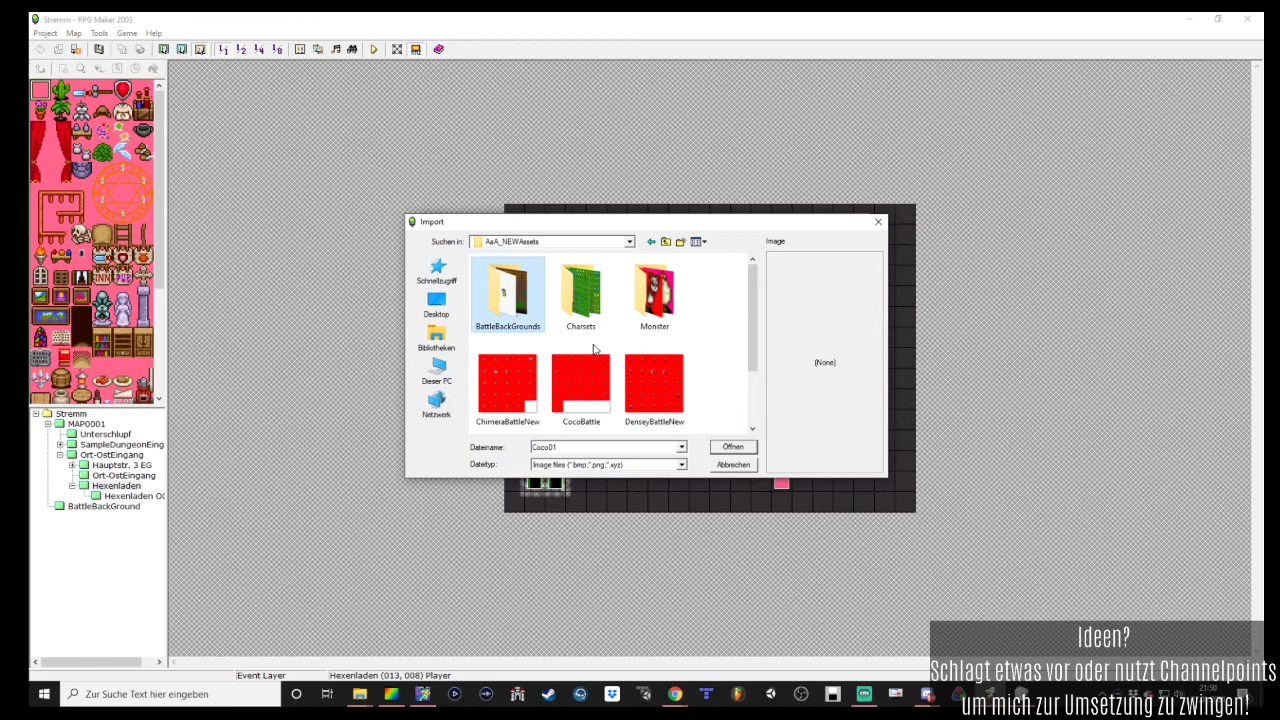 Stremm - RPG Maker 2003
Project Map Tools Game Help
Import
Suchen in: AaA_NEWAssets
Image
Schnellzugriff
Desktop
Bibliotheken
Dieser PC
Netzwerk
BattleBackGrounds Charsets Monster
ChimeraBattleNew CocoBattle DenseyBattleNew
(None)
Dateiname: Coco01 Öffnen
Dateityp: Image files (*.bmp;*.png;*.xyz) Abbrechen
Stremm
MAP0001
Unterschlupf
SampleDungeonEing
Ort-OstEingang
Hauptstr. 3 EG
Ort-OstEingang
Hexenladen
Hexenladen OG
BattleBackGround
Event Layer Hexenladen (013, 008) Player
Zur Suche Text hier eingeben
21:50
Ideen?
Schlagt etwas vor oder nutzt Channelpoints
um mich zur Umsetzung zu zwingen!